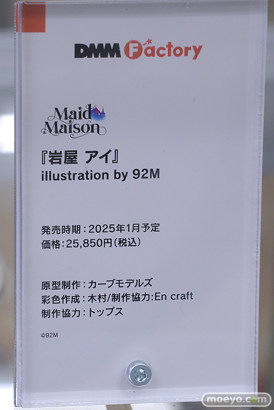 DMM Factory
Maid
Maison
『岩屋 アイ』
illustration by 92M
発売時期：2025年1月予定
価格：25,850円（税込）
原型制作：カーブモデルズ
彩色作成：木村/制作協力:En craft
制作協力：トップス
©92M
moeyo.com